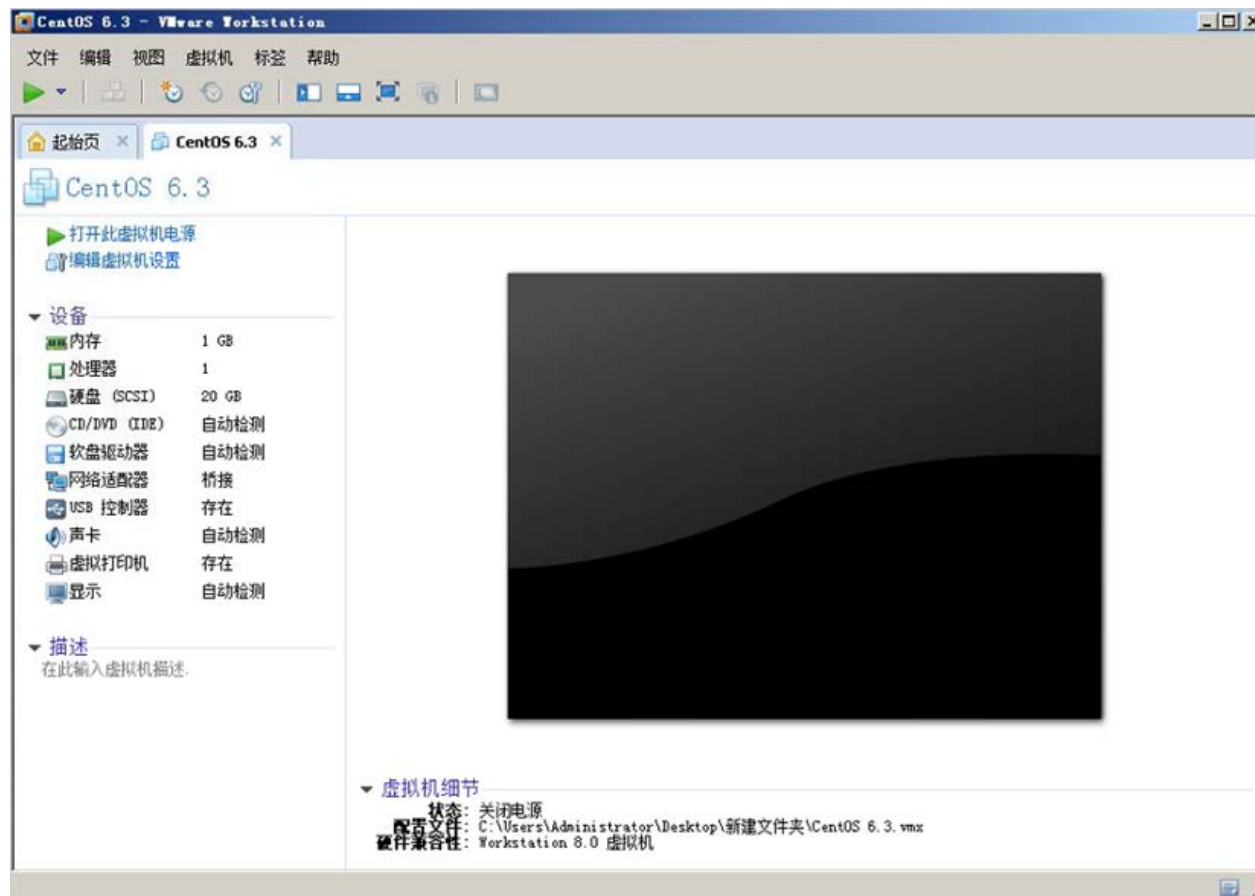 CentOS 6.3 - VMware Workstation
文件 编辑 视图 虚拟机 标签 帮助
起始页 CentOS 6.3
CentOS 6.3
打开此虚拟机电源
编辑虚拟机设置
设备
内存 1 GB
处理器 1
硬盘 (SCSI) 20 GB
CD/DVD (IDE) 自动检测
软盘驱动器 自动检测
网络适配器 桥接
USB 控制器 存在
声卡 自动检测
虚拟打印机 存在
显示 自动检测
描述
在此输入虚拟机描述.
虚拟机细节
状态: 关闭电源
配置文件: C:\Users\Administrator\Desktop\新建文件夹\CentOS 6.3.vmx
硬件兼容性: Workstation 8.0 虚拟机